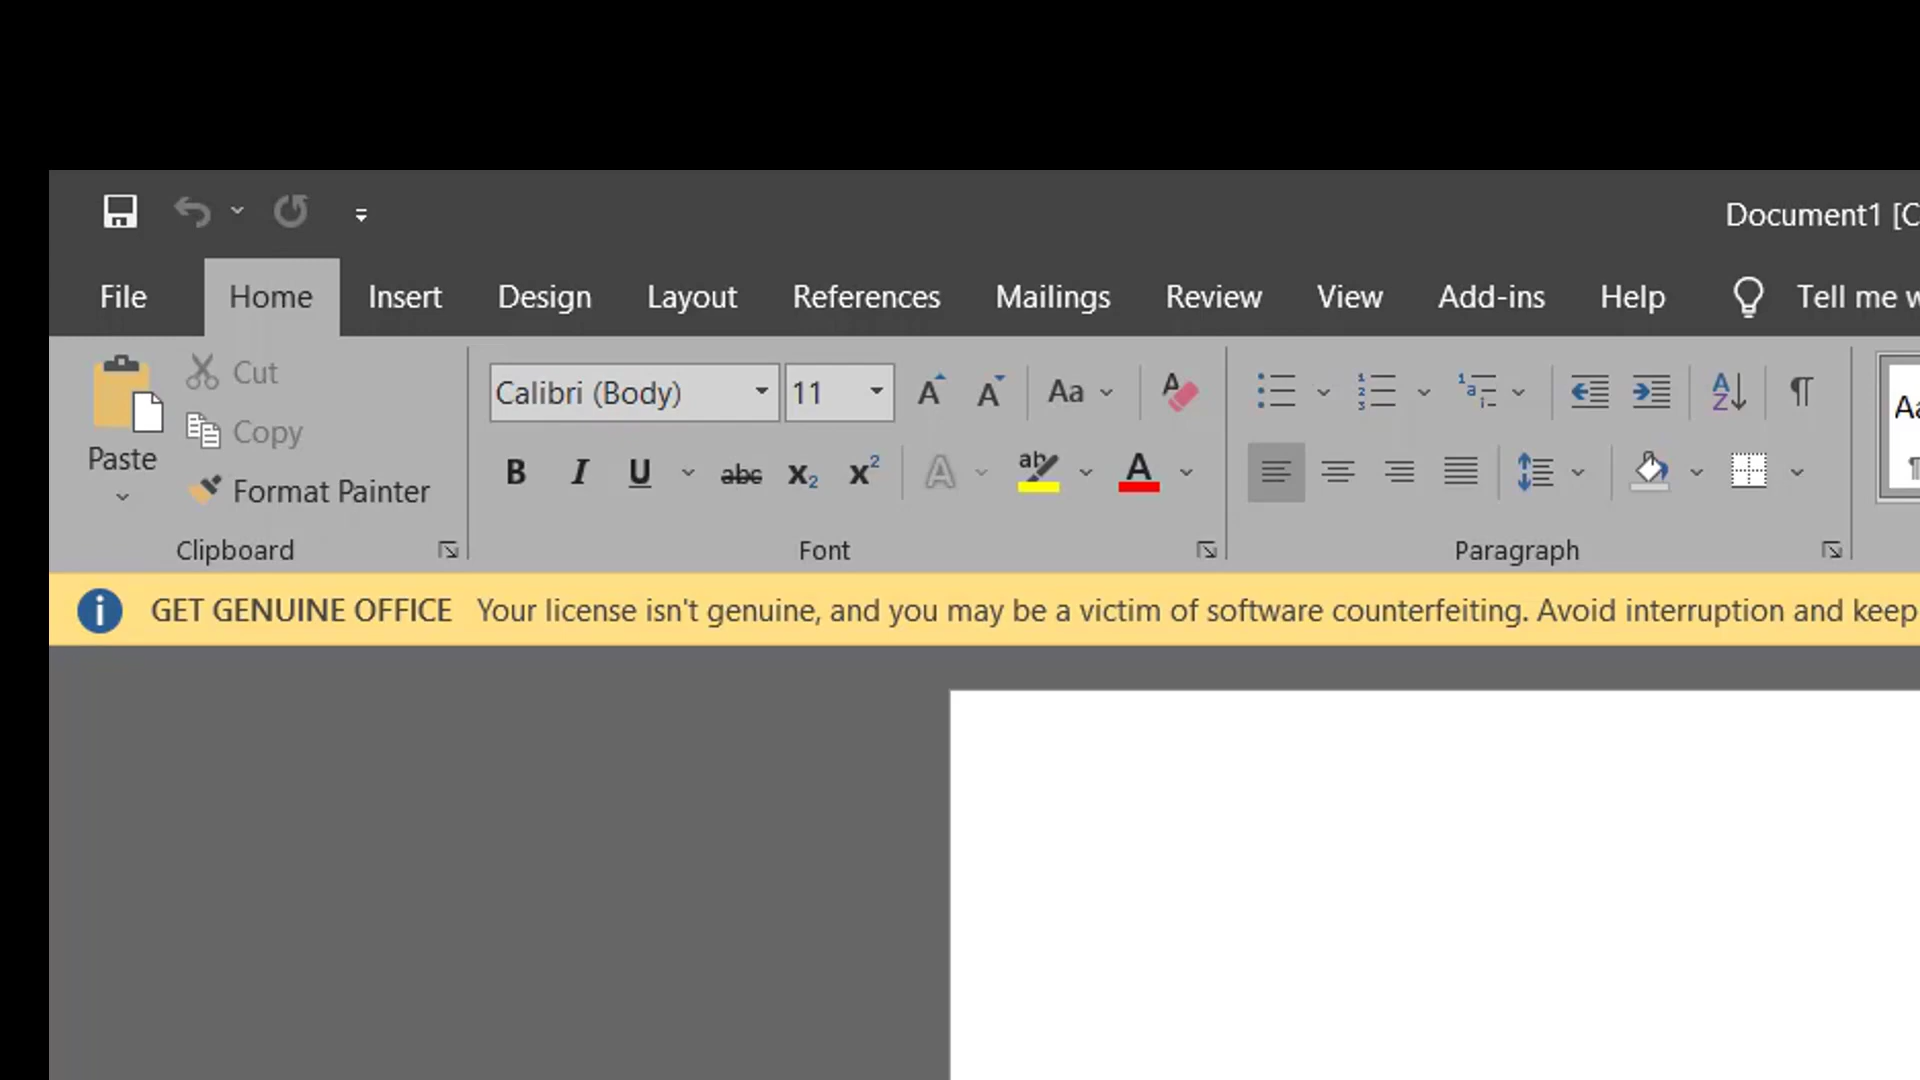 Document1 [C
File Home Insert Design Layout References Mailings Review View Add-ins Help Tell me w
Paste
Cut
Copy
Format Painter
Clipboard
Calibri (Body) 11
Font
Paragraph
GET GENUINE OFFICE Your license isn't genuine, and you may be a victim of software counterfeiting. Avoid interruption and keep